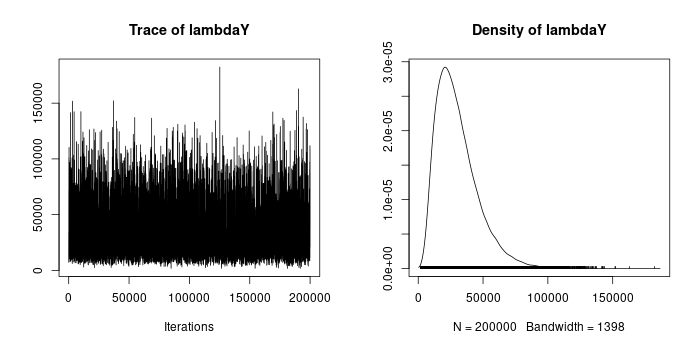 Trace of lambdaY
150000
100000
50000
0
0 50000 100000 150000 200000
Iterations
Density of lambdaY
3.0e-05
2.0e-05
1.0e-05
0.0e+00
0 50000 100000 150000
N = 200000 Bandwidth = 1398